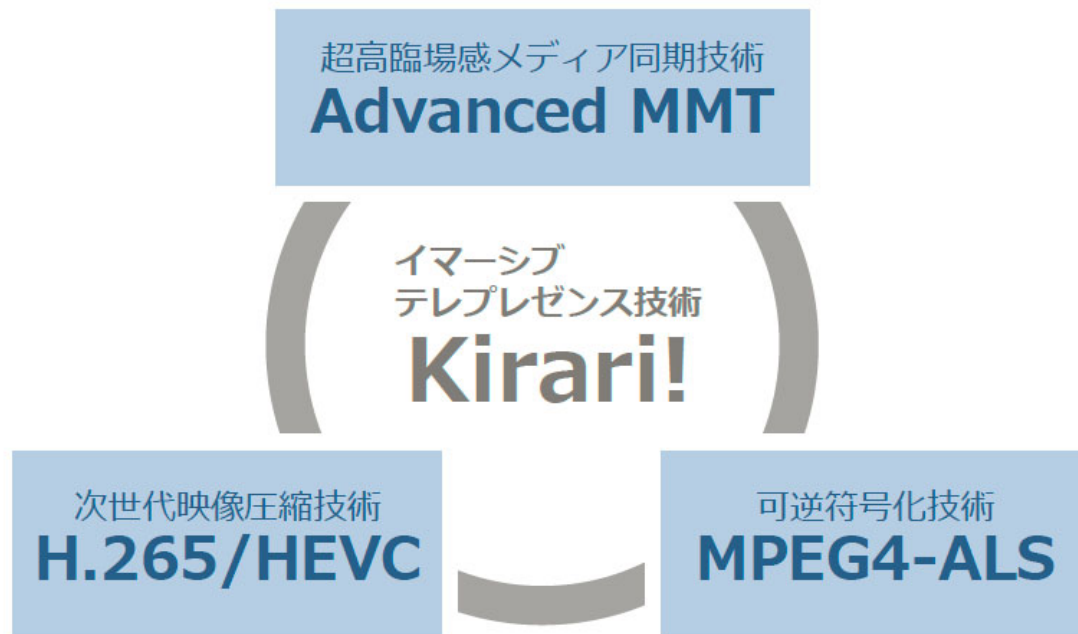 超高臨場感メディア同期技術
Advanced MMT
イマーシブ
テレプレゼンス技術
Kirari!
次世代映像圧縮技術
H.265/HEVC
可逆符号化技術
MPEG4-ALS